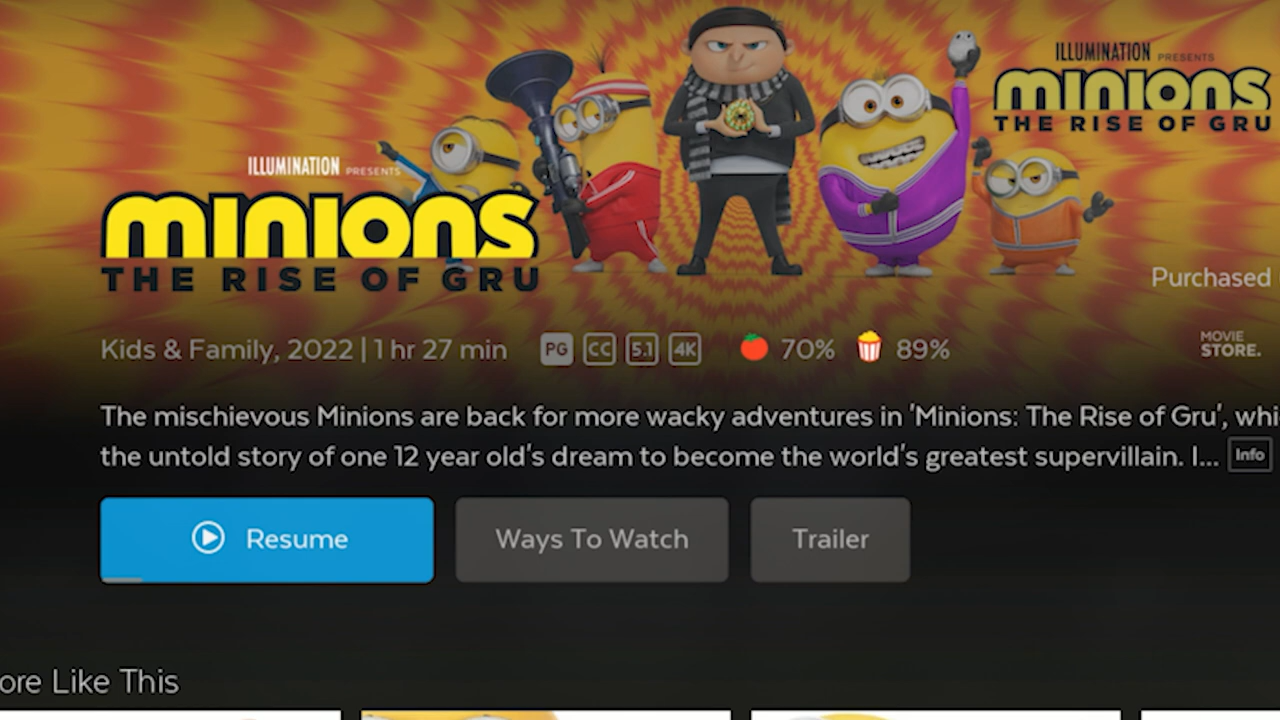 ILLUMINATION PRESENTS
minions
THE RISE OF GRU
ILLUMINATION PRESENTS
minions
THE RISE OF GRU
Purchased
Kids & Family, 2022 | 1 hr 27 min PG CC 5.1 4K 70% 89%
MOVIE
STORE.
The mischievous Minions are back for more wacky adventures in 'Minions: The Rise of Gru', whi
the untold story of one 12 year old's dream to become the world's greatest supervillain. I... Info
Resume Ways To Watch Trailer
ore Like This